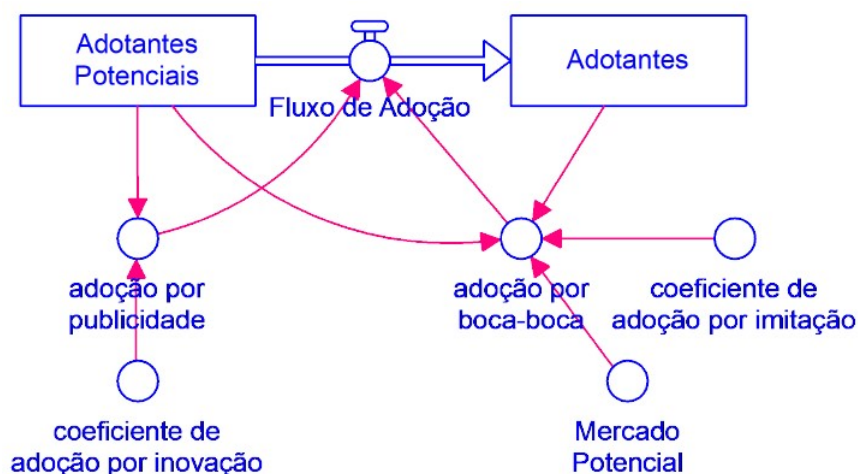 Adotantes
Potenciais
Adotantes
Fluxo de Adoção
adoção por
publicidade
adoção por
boca-boca
coeficiente de
adoção por imitação
coeficiente de
adoção por inovação
Mercado
Potencial